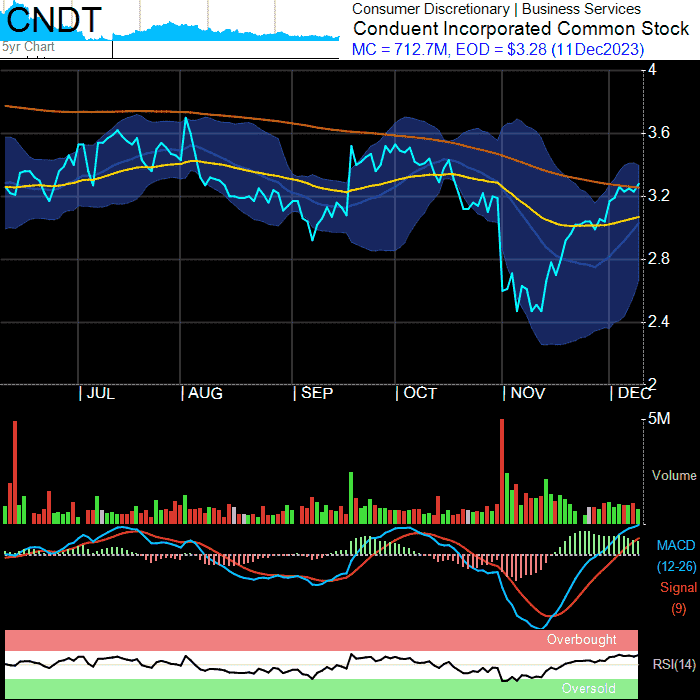 CNDT
5yr Chart
Consumer Discretionary | Business Services
Conduent Incorporated Common Stock
MC = 712.7M, EOD = $3.28 (11Dec2023)
4
3.6
3.2
2.8
2.4
2
| JUL | AUG | SEP | OCT | NOV | DEC
5M
Volume
MACD
(12-26)
Signal
(9)
Overbought
RSI(14)
Oversold